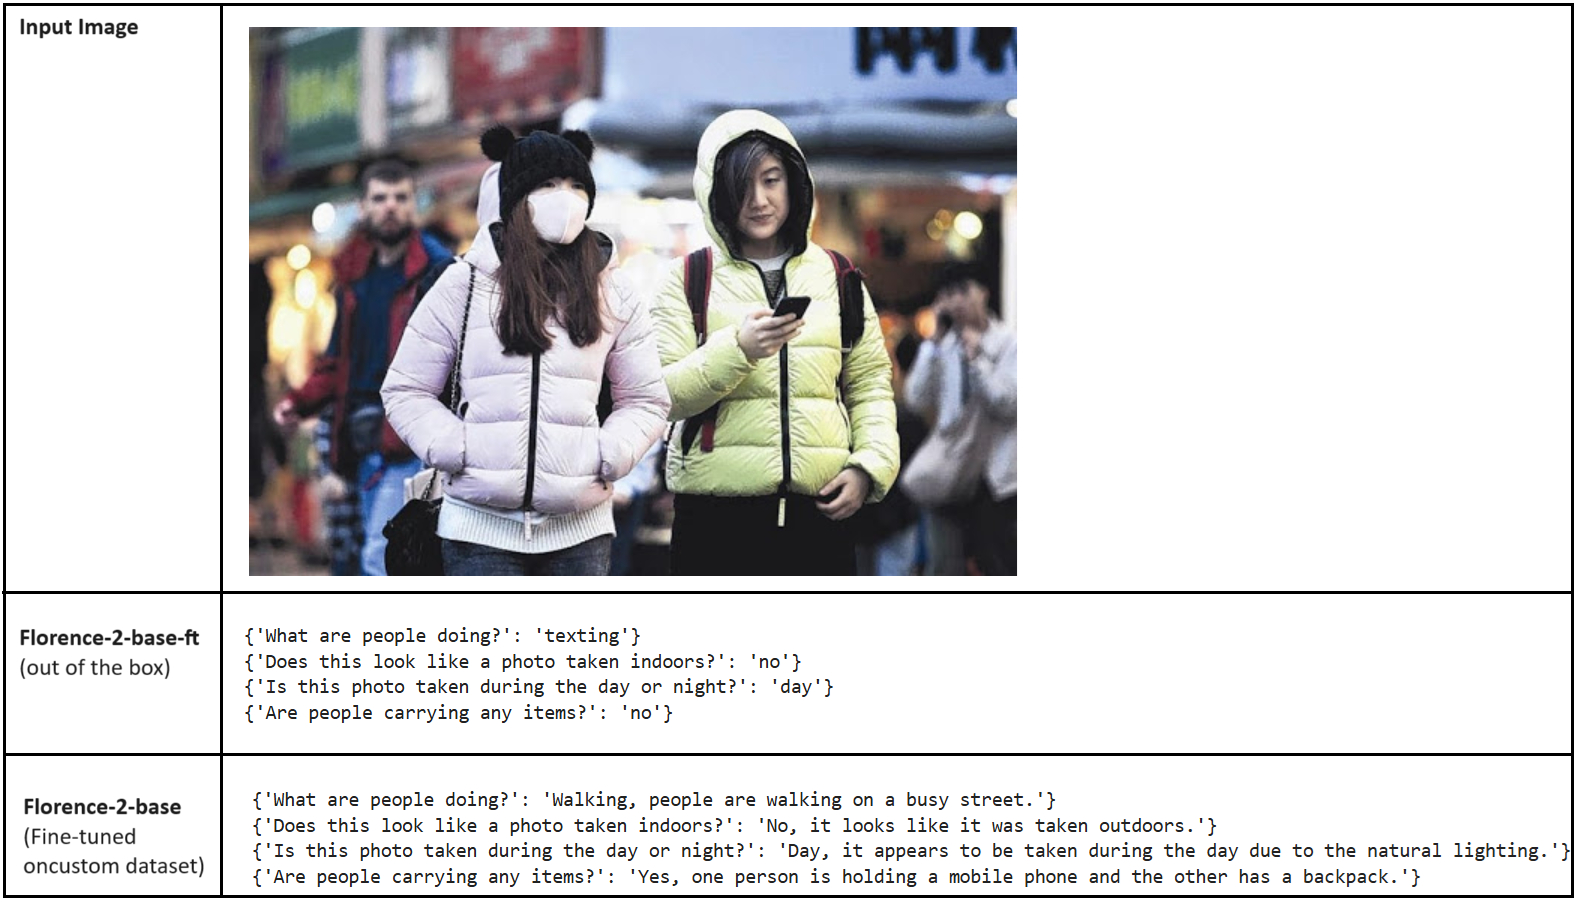 Input Image
Florence-2-base-ft
(out of the box)
{'What are people doing?': 'texting'}
{'Does this look like a photo taken indoors?': 'no'}
{'Is this photo taken during the day or night?': 'day'}
{'Are people carrying any items?': 'no'}
Florence-2-base
(Fine-tuned
oncustom dataset)
{'What are people doing?': 'Walking, people are walking on a busy street.'}
{'Does this look like a photo taken indoors?': 'No, it looks like it was taken outdoors.'}
{'Is this photo taken during the day or night?': 'Day, it appears to be taken during the day due to the natural lighting.'}
{'Are people carrying any items?': 'Yes, one person is holding a mobile phone and the other has a backpack.'}